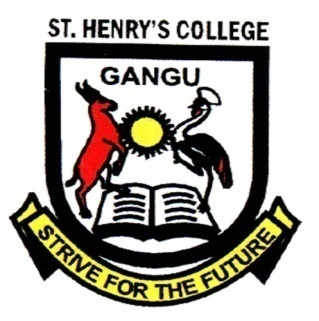 ST. HENRY'S COLLEGE
GANGU
STRIVE FOR THE FUTURE